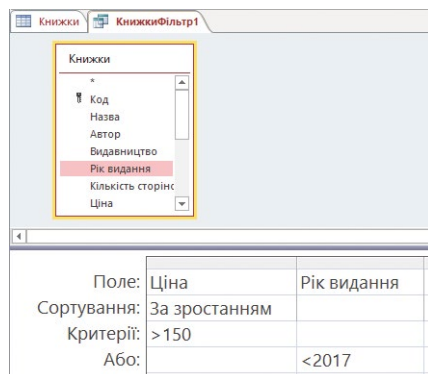 Книжки КнижкиФільтр1
Книжки
*
Код
Назва
Автор
Видавництво
Рік видання
Кількість сторінс
Ціна
Поле: Ціна Рік видання
Сортування: За зростанням
Критерії: >150
Або: <2017